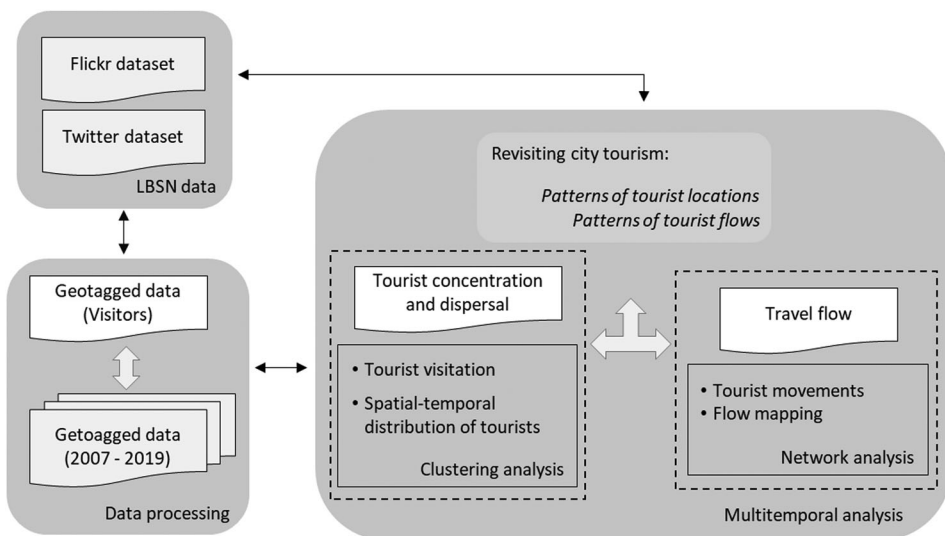 Flickr dataset
Twitter dataset
LBSN data
Geotagged data
(Visitors)
Getoagged data
(2007 - 2019)
Data processing
Revisiting city tourism:
Patterns of tourist locations
Patterns of tourist flows
Tourist concentration
and dispersal
• Tourist visitation
• Spatial-temporal
distribution of tourists
Clustering analysis
Travel flow
• Tourist movements
• Flow mapping
Network analysis
Multitemporal analysis